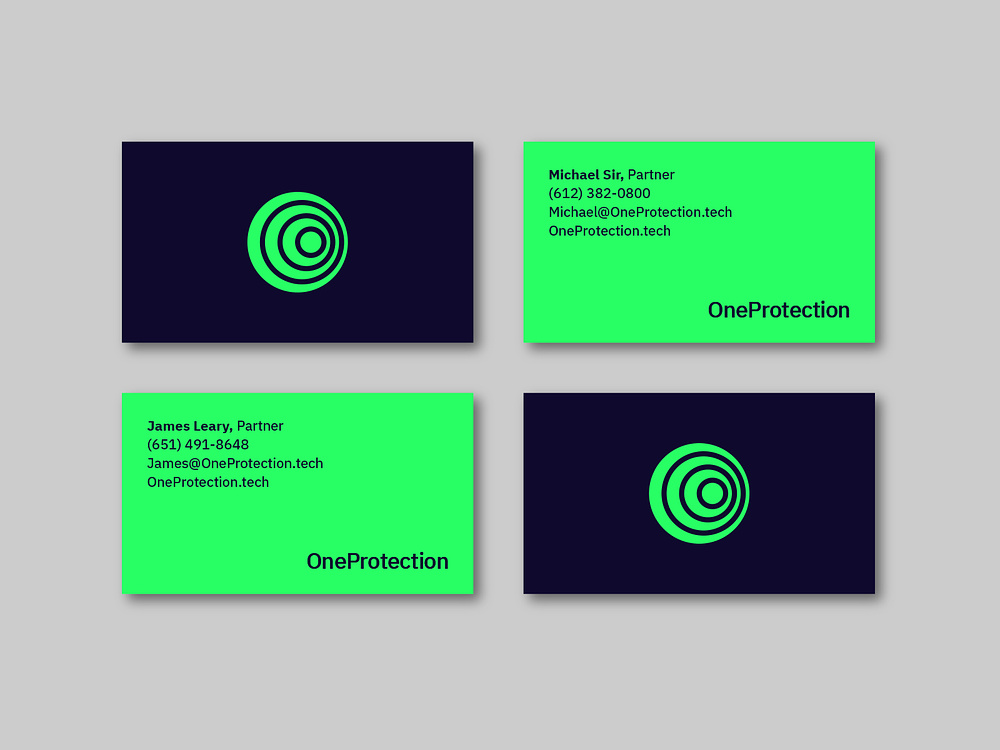 Michael Sir, Partner
(612) 382-0800
Michael@OneProtection.tech
OneProtection.tech
OneProtection
James Leary, Partner
(651) 491-8648
James@OneProtection.tech
OneProtection.tech
OneProtection